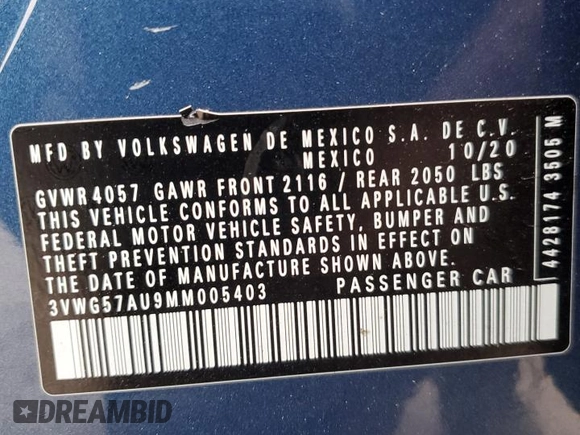 MFD BY VOLKSWAGEN DE MEXICO S.A. DE C.V.
MEXICO 10/20
GVWR 4057 GAWR FRONT 2116 / REAR 2050 LBS
THIS VEHICLE CONFORMS TO ALL APPLICABLE U.S.
FEDERAL MOTOR VEHICLE SAFETY, BUMPER AND
THEFT PREVENTION STANDARDS IN EFFECT ON
THE DATE OF MANUFACTURE SHOWN ABOVE.
3VWG57AU9MM005403 PASSENGER CAR
4428174 3505 M
DREAMBID